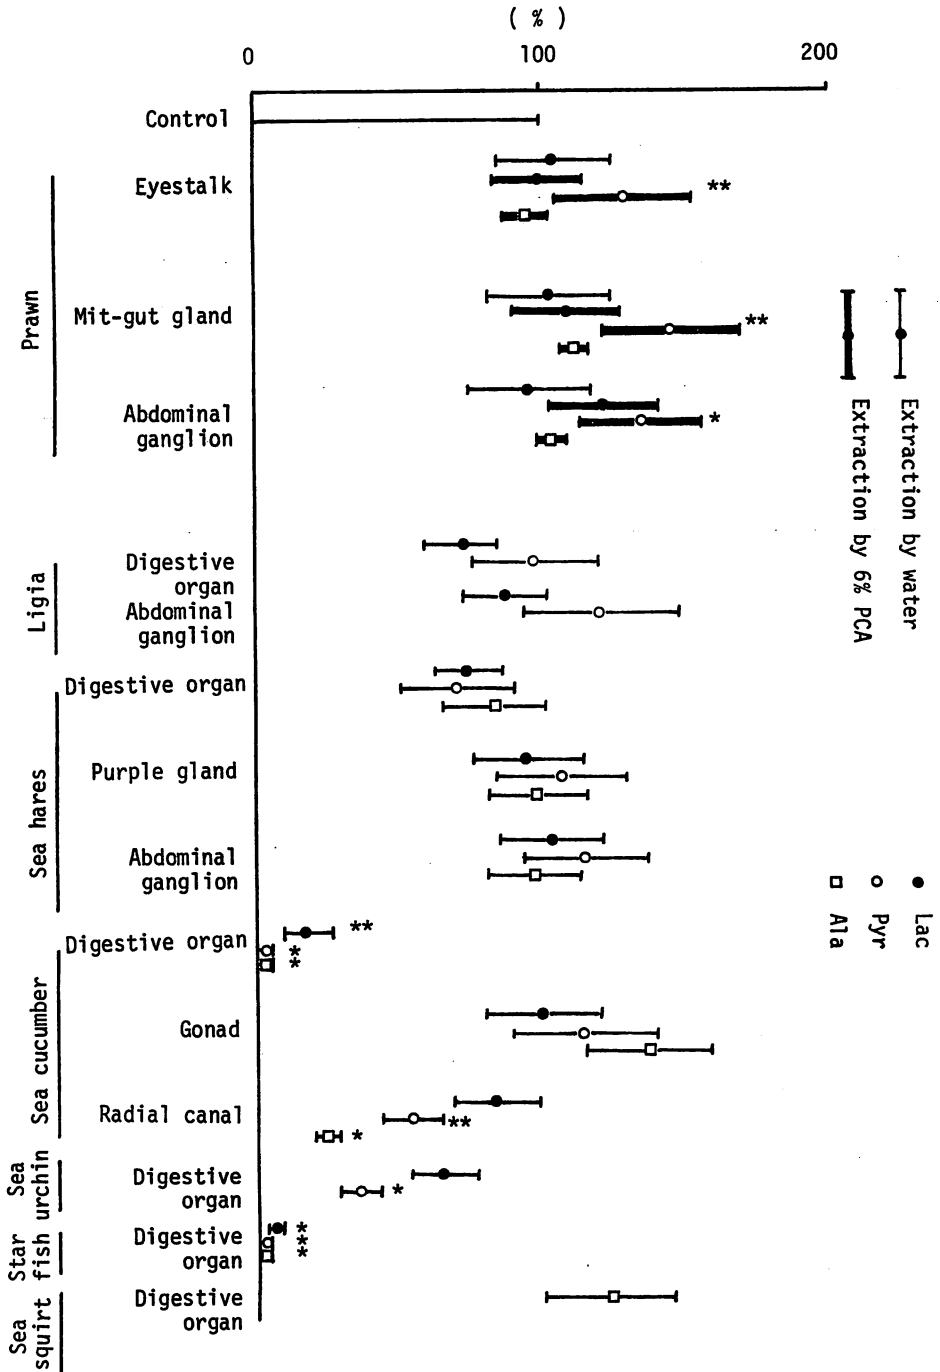 ( % )
0 100 200
Control
Prawn
Eyestalk
**
Mit-gut gland
**
Abdominal
ganglion
*
Ligia
Digestive
organ
Abdominal
ganglion
Sea hares
Digestive organ
Purple gland
Abdominal
ganglion
Sea cucumber
Digestive organ
**
*
*
Gonad
Radial canal
**
*
Sea
urchin
Digestive
organ
*
Star
fish
Digestive
organ
*
*
*
Sea
squirt
Digestive
organ
Extraction by water
Extraction by 6% PCA
Lac
Pyr
Ala